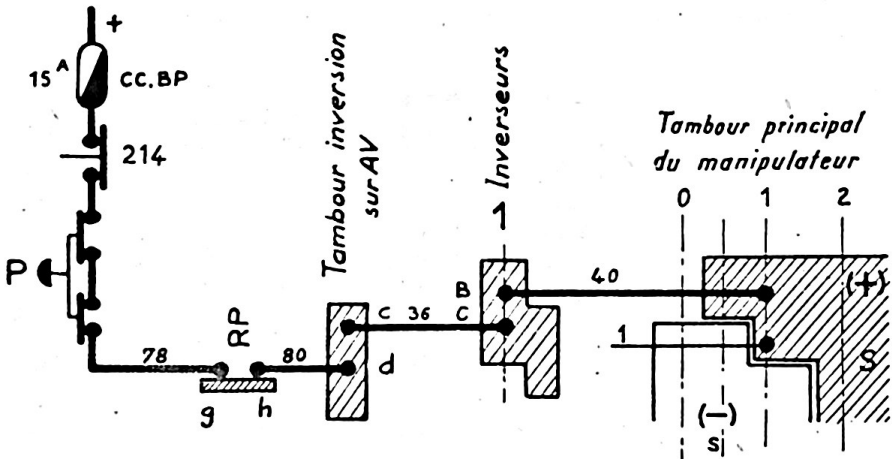 +
15 A CC.BP
214
P
78
RP
80
g h
Tambour inversion
sur AV
c 36 C
d
1 Inverseurs
B
40
Tambour principal
du manipulateur
0 1 2
(+)
1
S
(-)
s